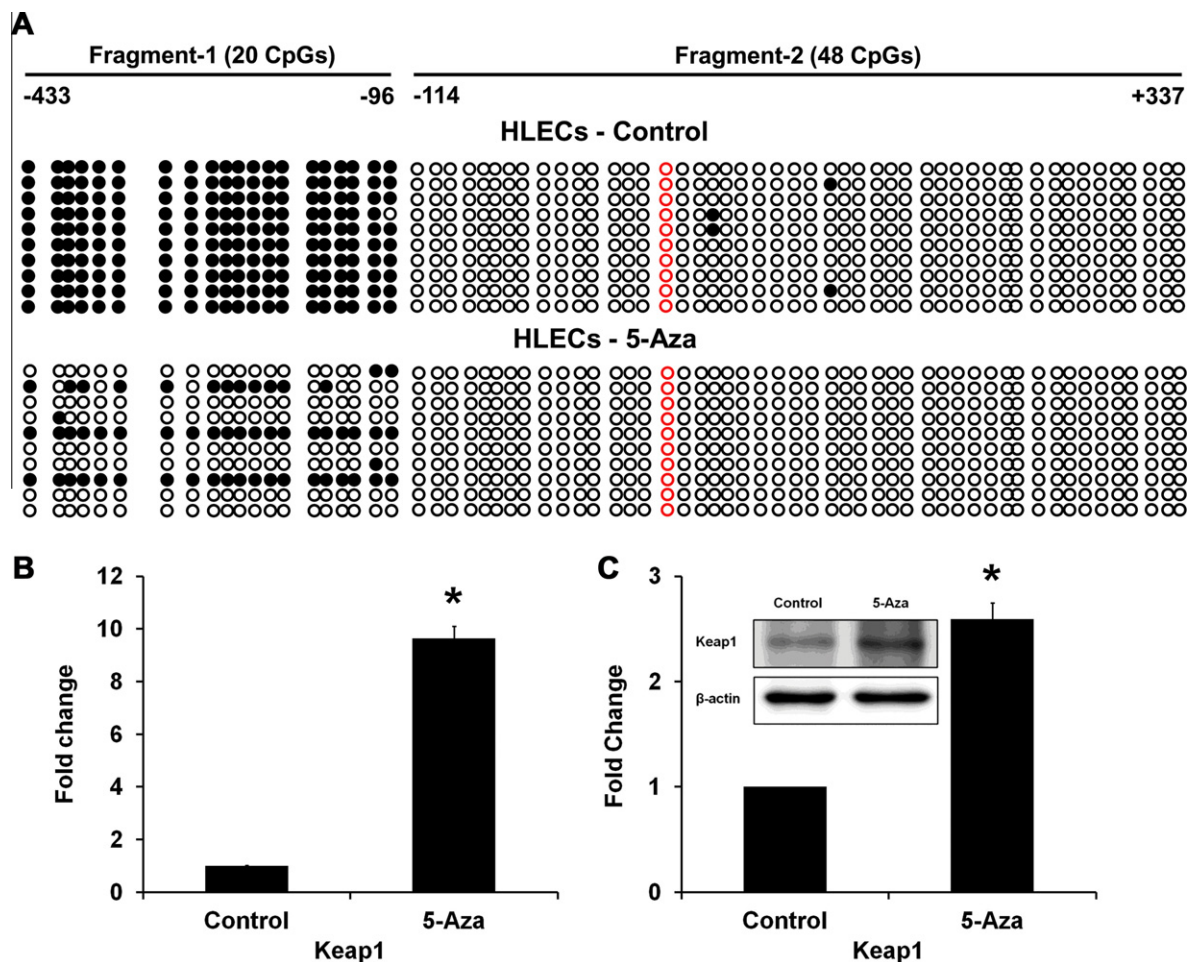 A
Fragment-1 (20 CpGs)
Fragment-2 (48 CpGs)
-433
-96
-114
+337
HLECs - Control
HLECs - 5-Aza
B
12
10
8
6
4
2
0
Fold change
*
Control
5-Aza
Keap1
C
3
2
1
0
Fold Change
*
Control
5-Aza
Keap1
β-actin
Control
5-Aza
Keap1